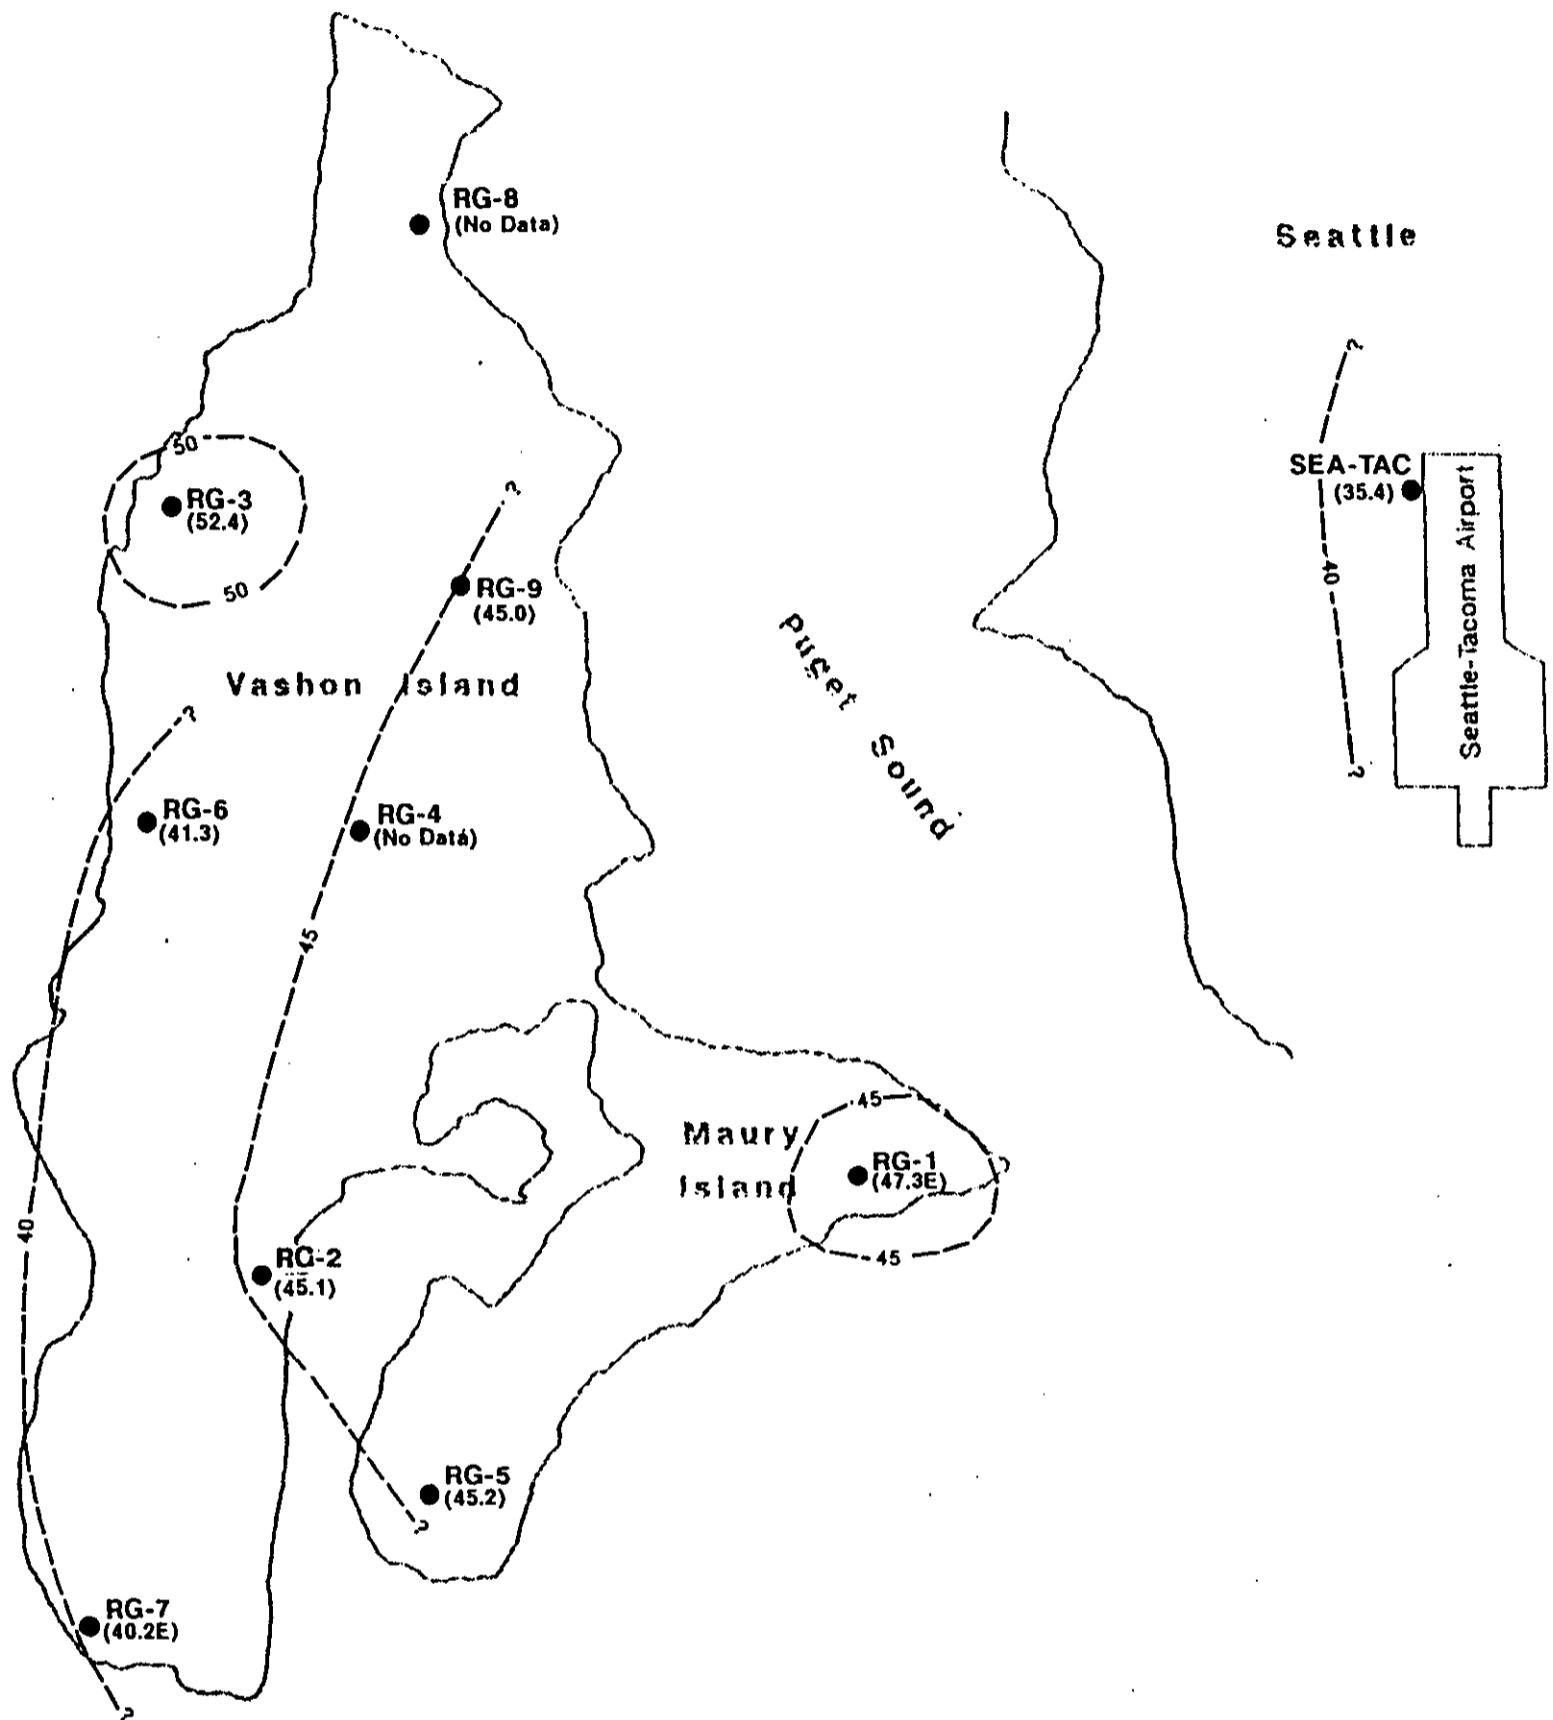 RG-8
(No Data)
Seattle
?
50
SEA-TAC
(35.4)
Seattle-Tacoma Airport
RG-3
(52.4)
?
40
50
RG-9
(45.0)
Puget Sound
Vashon Island
?
?
RG-6
(41.3)
RG-4
(No Data)
45
45
Maury
Island
RG-1
(47.3E)
40
45
RG-2
(45.1)
RG-5
(45.2)
?
RG-7
(40.2E)
?